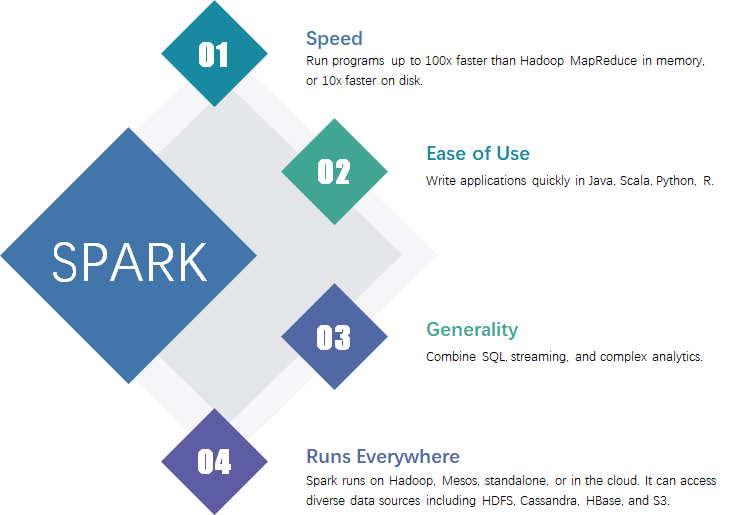 01
Speed
Run programs up to 100x faster than Hadoop MapReduce in memory,
or 10x faster on disk.
02
Ease of Use
Write applications quickly in Java, Scala, Python, R.
SPARK
03
Generality
Combine SQL, streaming, and complex analytics.
04
Runs Everywhere
Spark runs on Hadoop, Mesos, standalone, or in the cloud. It can access
diverse data sources including HDFS, Cassandra, HBase, and S3.